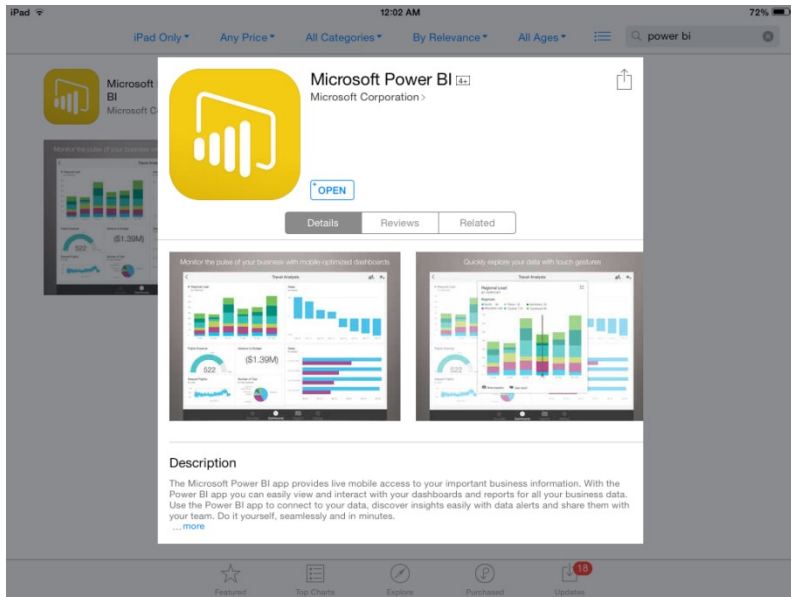 iPad
12:02 AM
72%
iPad Only
Any Price
All Categories
By Relevance
All Ages
power bi
Microsoft
BI
Microsoft C
Microsoft Power BI 4+
Microsoft Corporation >
+ OPEN
Details
Reviews
Related
Monitor the pulse of your business with mobile-optimized dashboards
Quickly explore your data with touch gestures
Travel Analysis
522
($1.39M)
Travel Analysis
522
Description
The Microsoft Power BI app provides live mobile access to your important business information. With the
Power BI app you can easily view and interact with your dashboards and reports for all your business data.
Use the Power BI app to connect to your data, discover insights easily with data alerts and share them with
your team. Do it yourself, seamlessly and in minutes.
... more
Featured
Top Charts
Explore
Purchased
Updates
18